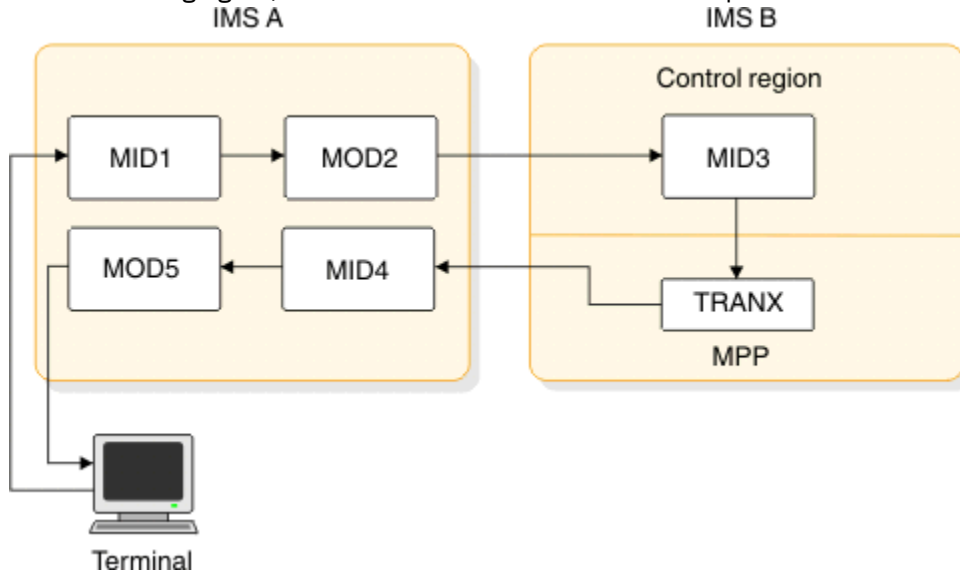 IMS A
IMS B
Control region
MID1
MOD2
MID3
MOD5
MID4
TRANX
MPP
Terminal